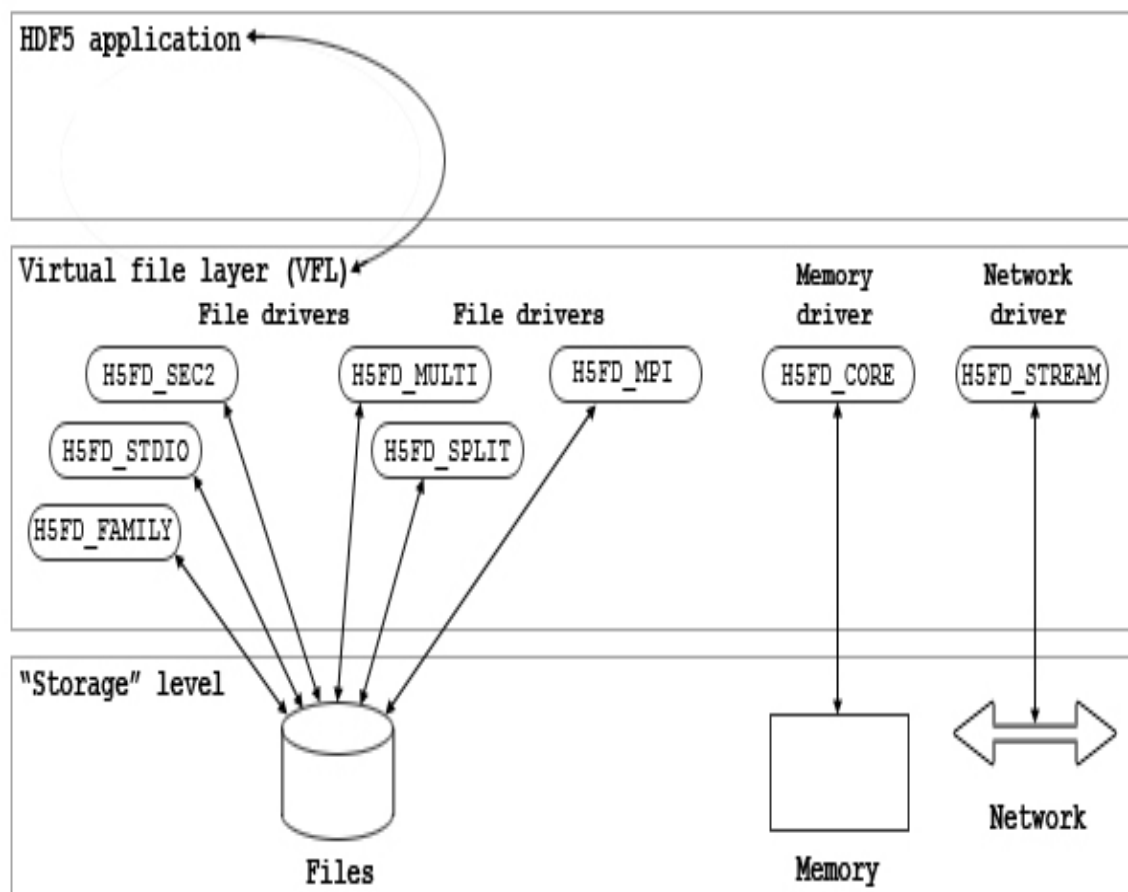 HDF5 application
Virtual file layer (VFL)
File drivers
File drivers
Memory
driver
Network
driver
H5FD_SEC2
H5FD_MULTI
H5FD_MPI
H5FD_CORE
H5FD_STREAM
H5FD_STDIO
H5FD_SPLIT
H5FD_FAMILY
“Storage” level
Files
Memory
Network